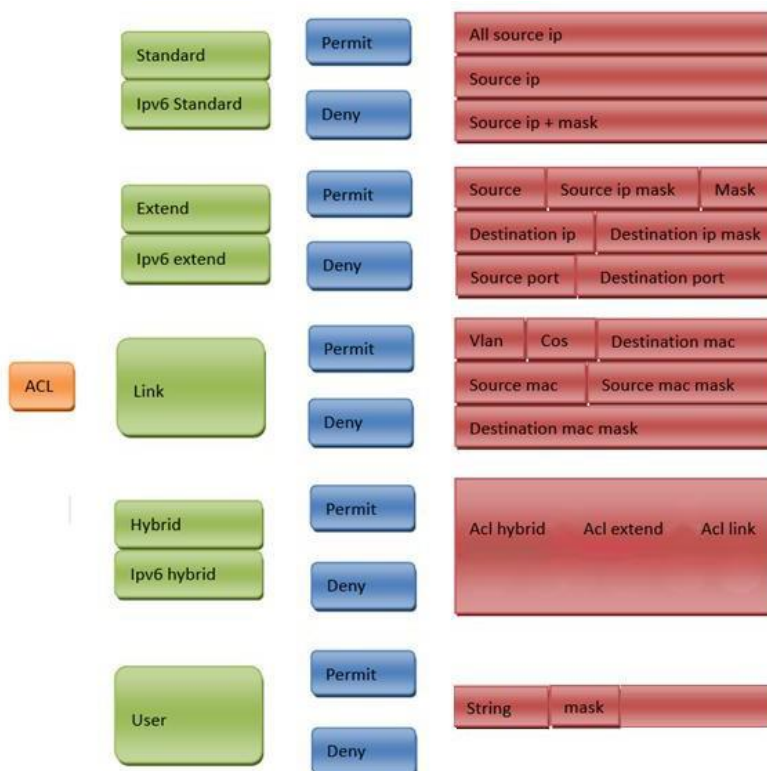 Standard
Ipv6 Standard
Permit
Deny
All source ip
Source ip
Source ip + mask
Extend
Ipv6 extend
Permit
Deny
Source Source ip mask Mask
Destination ip Destination ip mask
Source port Destination port
ACL
Link
Permit
Deny
Vlan Cos Destination mac
Source mac Source mac mask
Destination mac mask
Hybrid
Ipv6 hybrid
Permit
Deny
Acl hybrid Acl extend Acl link
User
Permit
Deny
String mask